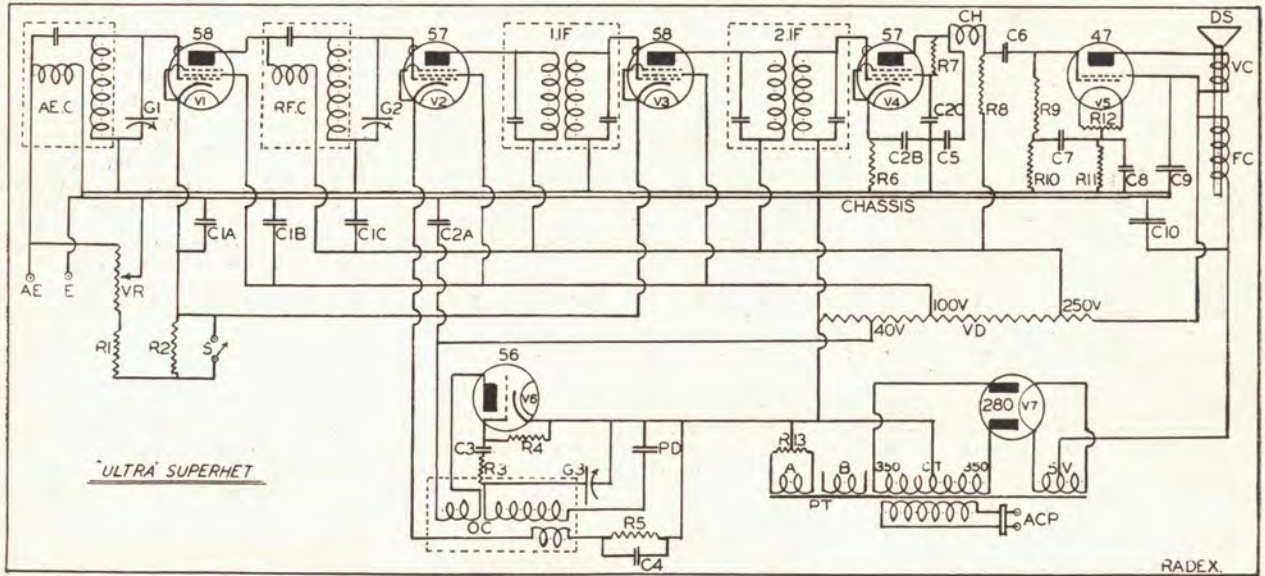 58
57
1.IF
58
2.IF
57
CH
C6
47
DS
AE.C
G1
V1
RF.C
G2
V2
V3
V4
R7
R8
R9
V5
R12
VC
C2C
C2B
C5
C7
C8
C9
FC
R6
R10
R11
CHASSIS
C1A
C1B
C1C
C2A
C10
AE
E
VR
100V
250V
40V
VD
R1
R2
S
56
V6
280
V7
C3
R4
R3
G3
PD
R13
A
B
350
CT
350
5V
"ULTRA" SUPERHET
OC
R5
C4
PT
ACP
RADEX.